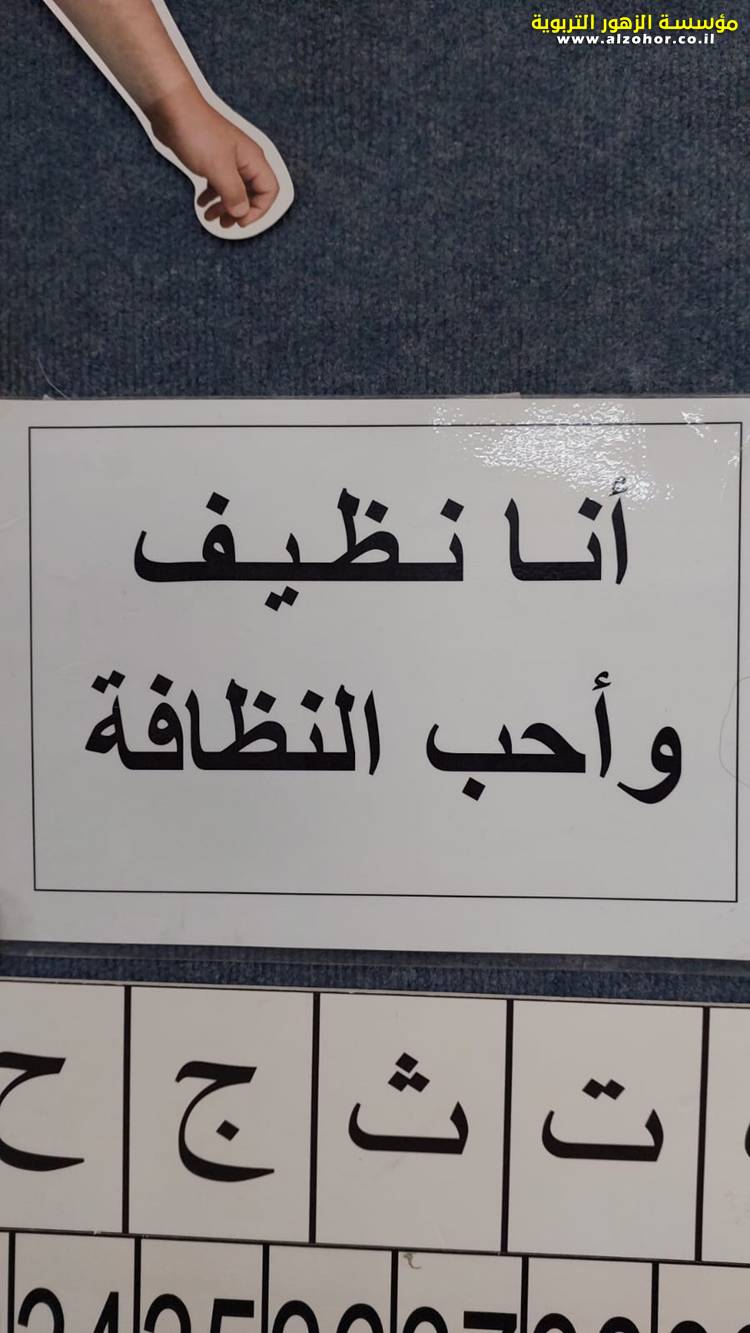 مؤسسة الزهور التربوية
www.alzohor.co.il
أنا نظيف
وأحب النظافة
ت ث ج ح